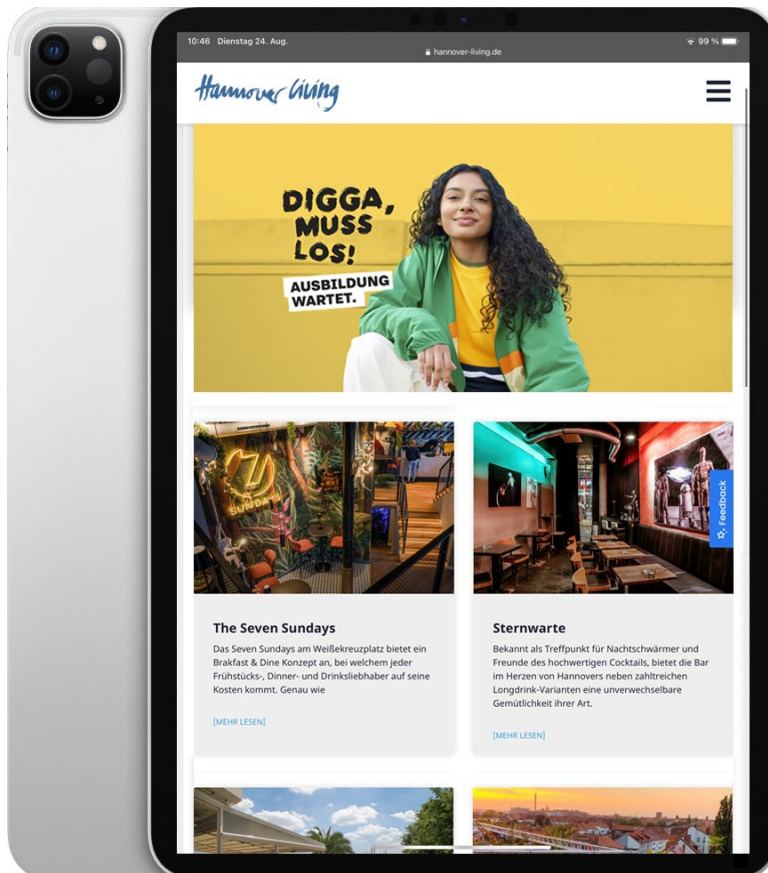 10:46 Dienstag 24. Aug.
hannover-living.de
99 %
Hannover Living
DIGGA,
MUSS
LOS!
AUSBILDUNG
WARTET.
SUNDAYS
Feedback
The Seven Sundays
Das Seven Sundays am Weißekreuzplatz bietet ein
Brakfast & Dine Konzept an, bei welchem jeder
Frühstücks-, Dinner- und Drinksliebhaber auf seine
Kosten kommt. Genau wie
[MEHR LESEN]
Sternwarte
Bekannt als Treffpunkt für Nachtschwärmer und
Freunde des hochwertigen Cocktails, bietet die Bar
im Herzen von Hannovers neben zahltreichen
Longdrink-Varianten eine unverwechselbare
Gemütlichkeit ihrer Art.
[MEHR LESEN]